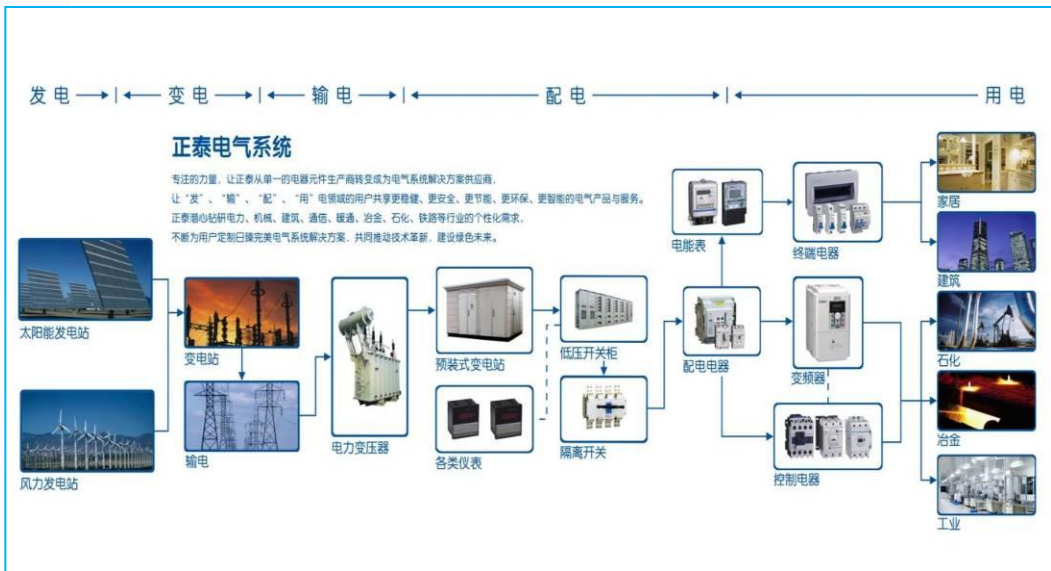 发电
变电
输电
配电
用电
正泰电气系统
专注的力量，让正泰从单一的电器元件生产商转变成为电气系统解决方案供应商，
让“发”、“输”、“配”、“用”电领域的用户共享更稳健、更安全、更节能、更环保、更智能的电气产品与服务。
正泰潜心钻研电力、机械、建筑、通信、暖通、冶金、石化、铁路等行业的个性化需求，
不断为用户定制日臻完美电气系统解决方案，共同推动技术革新，建设绿色未来。
太阳能发电站
风力发电站
变电站
输电
电力变压器
预装式变电站
各类仪表
低压开关柜
隔离开关
电能表
配电电器
终端电器
变频器
控制电器
家居
建筑
石化
冶金
工业